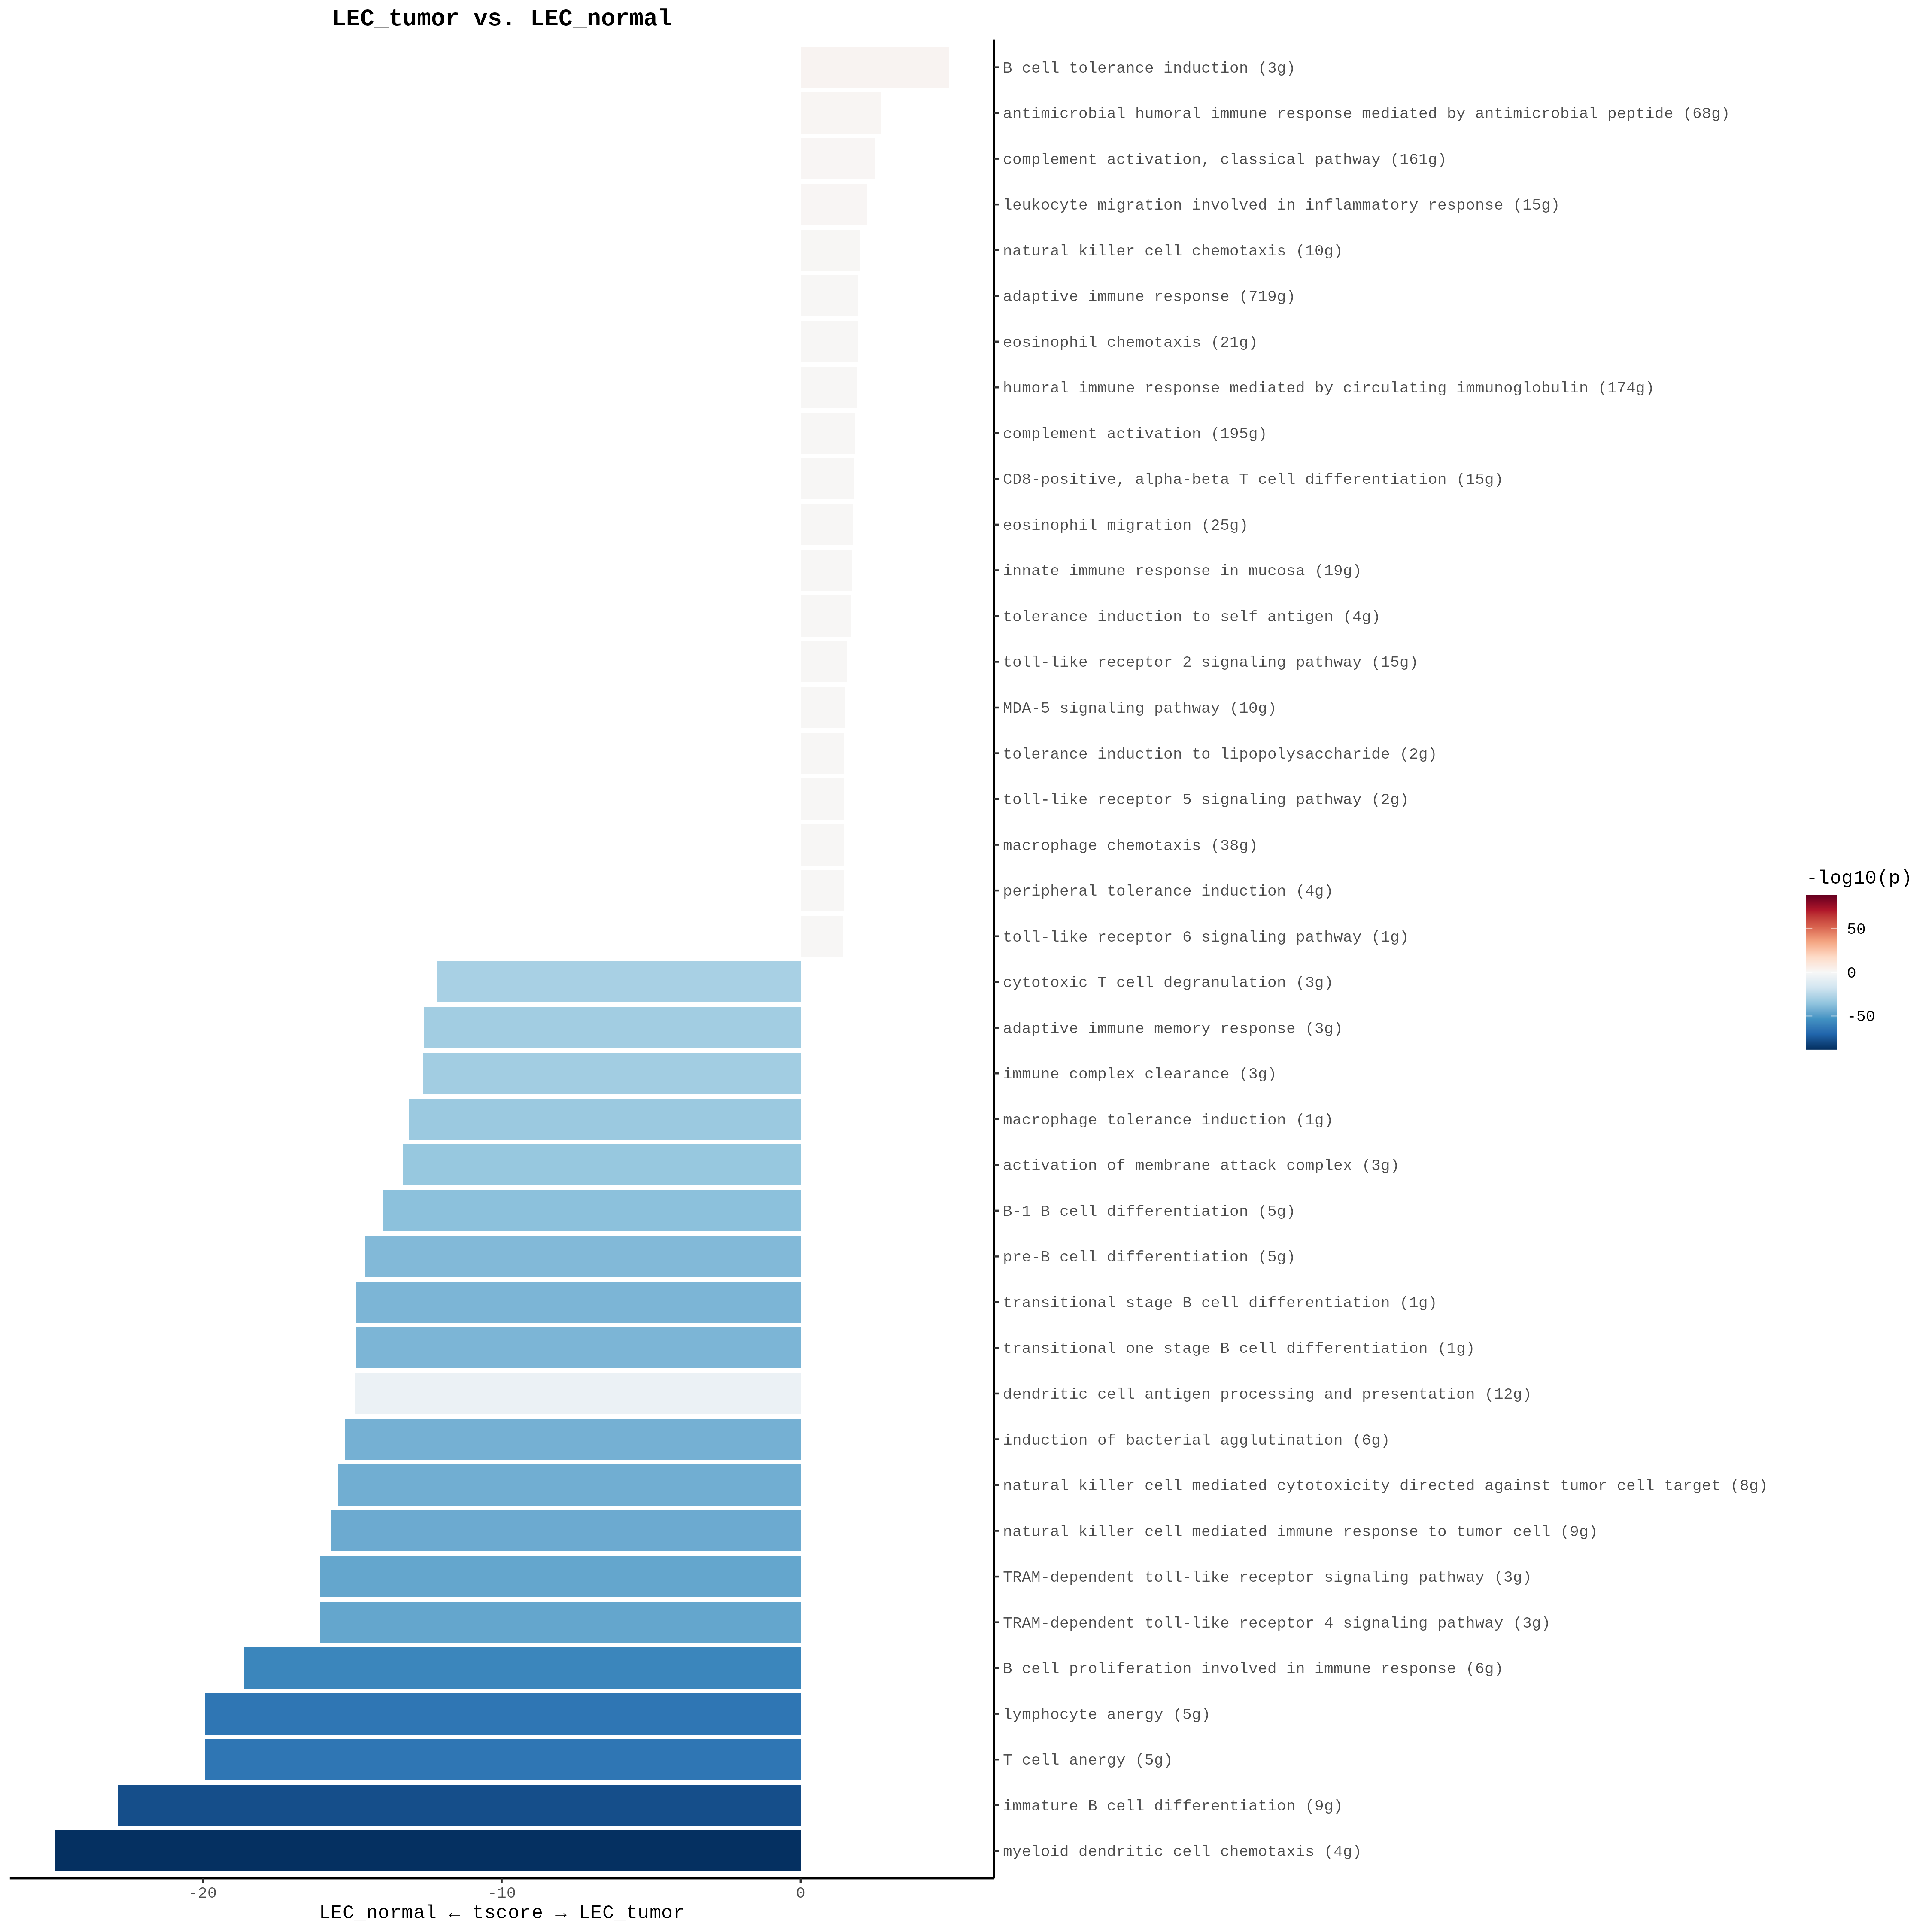 LEC_tumor vs. LEC_normal
B cell tolerance induction (3g)
antimicrobial humoral immune response mediated by antimicrobial peptide (68g)
complement activation, classical pathway (161g)
leukocyte migration involved in inflammatory response (15g)
natural killer cell chemotaxis (10g)
adaptive immune response (719g)
eosinophil chemotaxis (21g)
humoral immune response mediated by circulating immunoglobulin (174g)
complement activation (195g)
CD8-positive, alpha-beta T cell differentiation (15g)
eosinophil migration (25g)
innate immune response in mucosa (19g)
tolerance induction to self antigen (4g)
toll-like receptor 2 signaling pathway (15g)
MDA-5 signaling pathway (10g)
tolerance induction to lipopolysaccharide (2g)
toll-like receptor 5 signaling pathway (2g)
macrophage chemotaxis (38g)
peripheral tolerance induction (4g)
toll-like receptor 6 signaling pathway (1g)
cytotoxic T cell degranulation (3g)
adaptive immune memory response (3g)
immune complex clearance (3g)
macrophage tolerance induction (1g)
activation of membrane attack complex (3g)
B-1 B cell differentiation (5g)
pre-B cell differentiation (5g)
transitional stage B cell differentiation (1g)
transitional one stage B cell differentiation (1g)
dendritic cell antigen processing and presentation (12g)
induction of bacterial agglutination (6g)
natural killer cell mediated cytotoxicity directed against tumor cell target (8g)
natural killer cell mediated immune response to tumor cell (9g)
TRAM-dependent toll-like receptor signaling pathway (3g)
TRAM-dependent toll-like receptor 4 signaling pathway (3g)
B cell proliferation involved in immune response (6g)
lymphocyte anergy (5g)
T cell anergy (5g)
immature B cell differentiation (9g)
myeloid dendritic cell chemotaxis (4g)
-20 -10 0
LEC_normal ← tscore → LEC_tumor
-log10(p)
50
0
-50